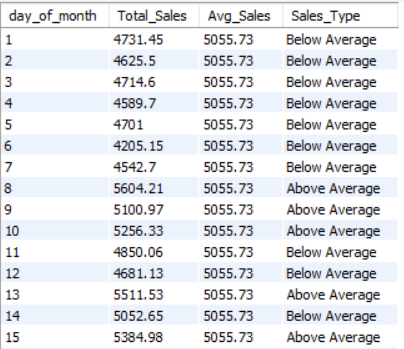 day_of_month Total_Sales Avg_Sales Sales_Type
1 4731.45 5055.73 Below Average
2 4625.5 5055.73 Below Average
3 4714.6 5055.73 Below Average
4 4589.7 5055.73 Below Average
5 4701 5055.73 Below Average
6 4205.15 5055.73 Below Average
7 4542.7 5055.73 Below Average
8 5604.21 5055.73 Above Average
9 5100.97 5055.73 Above Average
10 5256.33 5055.73 Above Average
11 4850.06 5055.73 Below Average
12 4681.13 5055.73 Below Average
13 5511.53 5055.73 Above Average
14 5052.65 5055.73 Below Average
15 5384.98 5055.73 Above Average